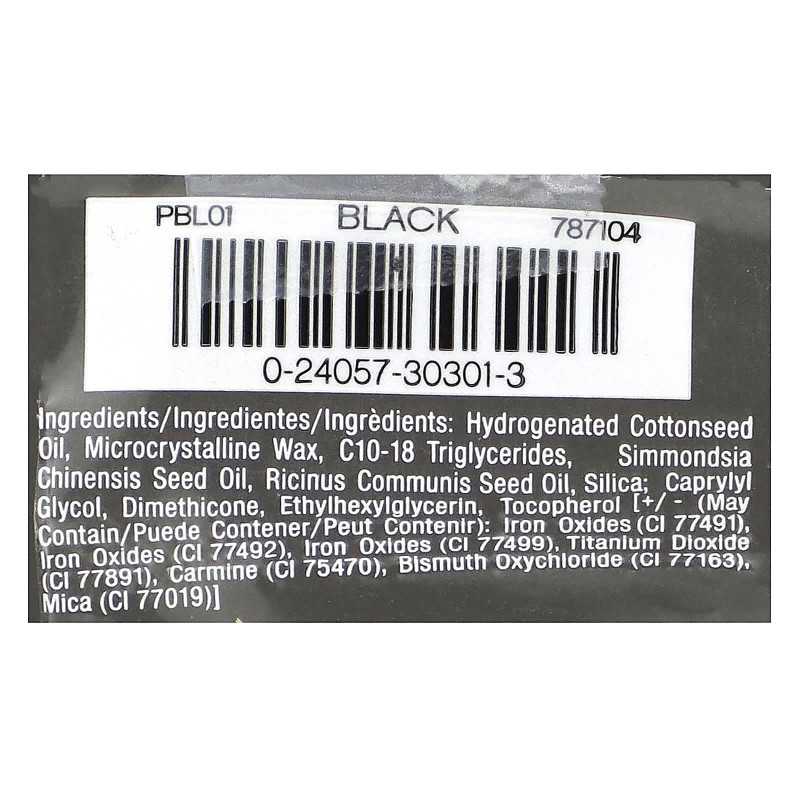 PBL01 BLACK 787104
0-24057-30301-3
Ingredients/Ingredientes/Ingrèdients: Hydrogenated Cottonseed
Oil, Microcrystalline Wax, C10-18 Triglycerides, Simmondsia
Chinensis Seed Oil, Ricinus Communis Seed Oil, Silica; Caprylyl
Glycol, Dimethicone, Ethylhexylglycerin, Tocopherol [+/- (May
Contain/Puede Contener/Peut Contenir): Iron Oxides (CI 77491),
Iron Oxides (CI 77492), Iron Oxides (CI 77499), Titanium Dioxide
(CI 77891), Carmine (CI 75470), Bismuth Oxychloride (CI 77163),
Mica (CI 77019)]